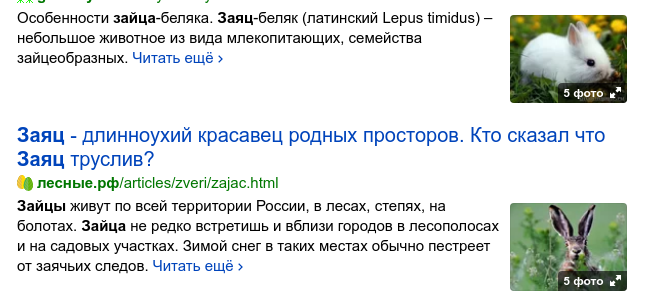 Особенности зайца-беляка. Заяц-беляк (латинский Lepus timidus) –
небольшое животное из вида млекопитающих, семейства
зайцеобразных. Читать ещё ›
5 фото
Заяц - длинноухий красавец родных просторов. Кто сказал что
Заяц труслив?
лесные.рф/articles/zveri/zajac.html
Зайцы живут по всей территории России, в лесах, степях, на
болотах. Зайца не редко встретишь и вблизи городов в лесополосах
и на садовых участках. Зимой снег в таких местах обычно пестреет
от заячьих следов. Читать ещё ›
5 фото